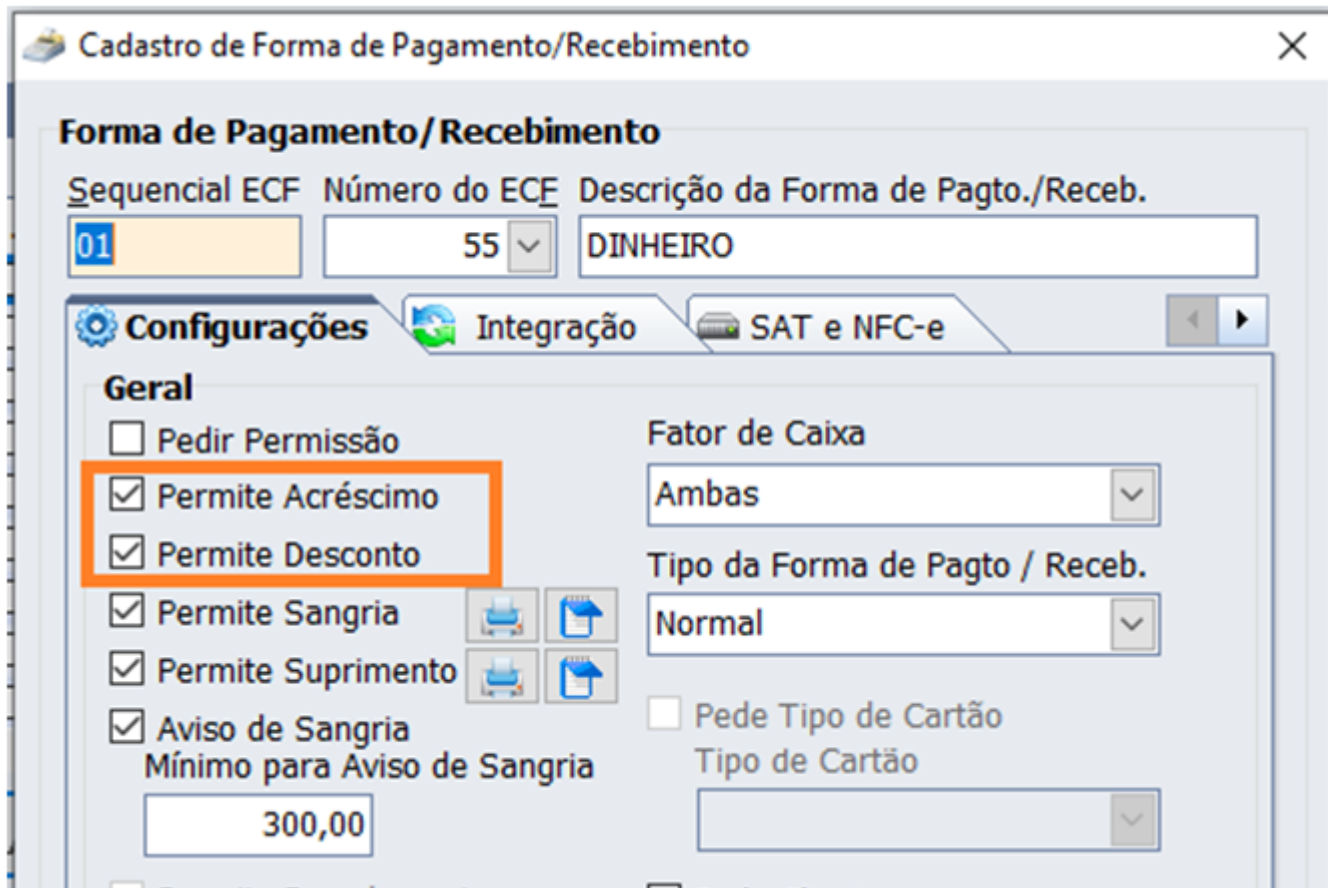 Cadastro de Forma de Pagamento/Recebimento
Forma de Pagamento/Recebimento
Sequencial ECF Número do ECF Descrição da Forma de Pagto./Receb.
01 55 DINHEIRO
Configurações Integração SAT e NFC-e
Geral
Pedir Permissão
Permite Acréscimo
Permite Desconto
Permite Sangria
Permite Suprimento
Aviso de Sangria
Mínimo para Aviso de Sangria
300,00
Fator de Caixa
Ambas
Tipo da Forma de Pagto / Receb.
Normal
Pede Tipo de Cartão
Tipo de Cartão